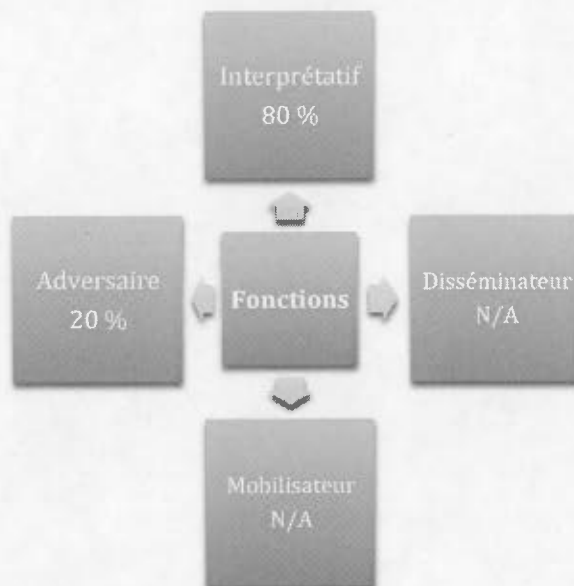 Interprétatif
80 %
Adversaire
20 %
Fonctions
Disséminateur
N/A
Mobilisateur
N/A